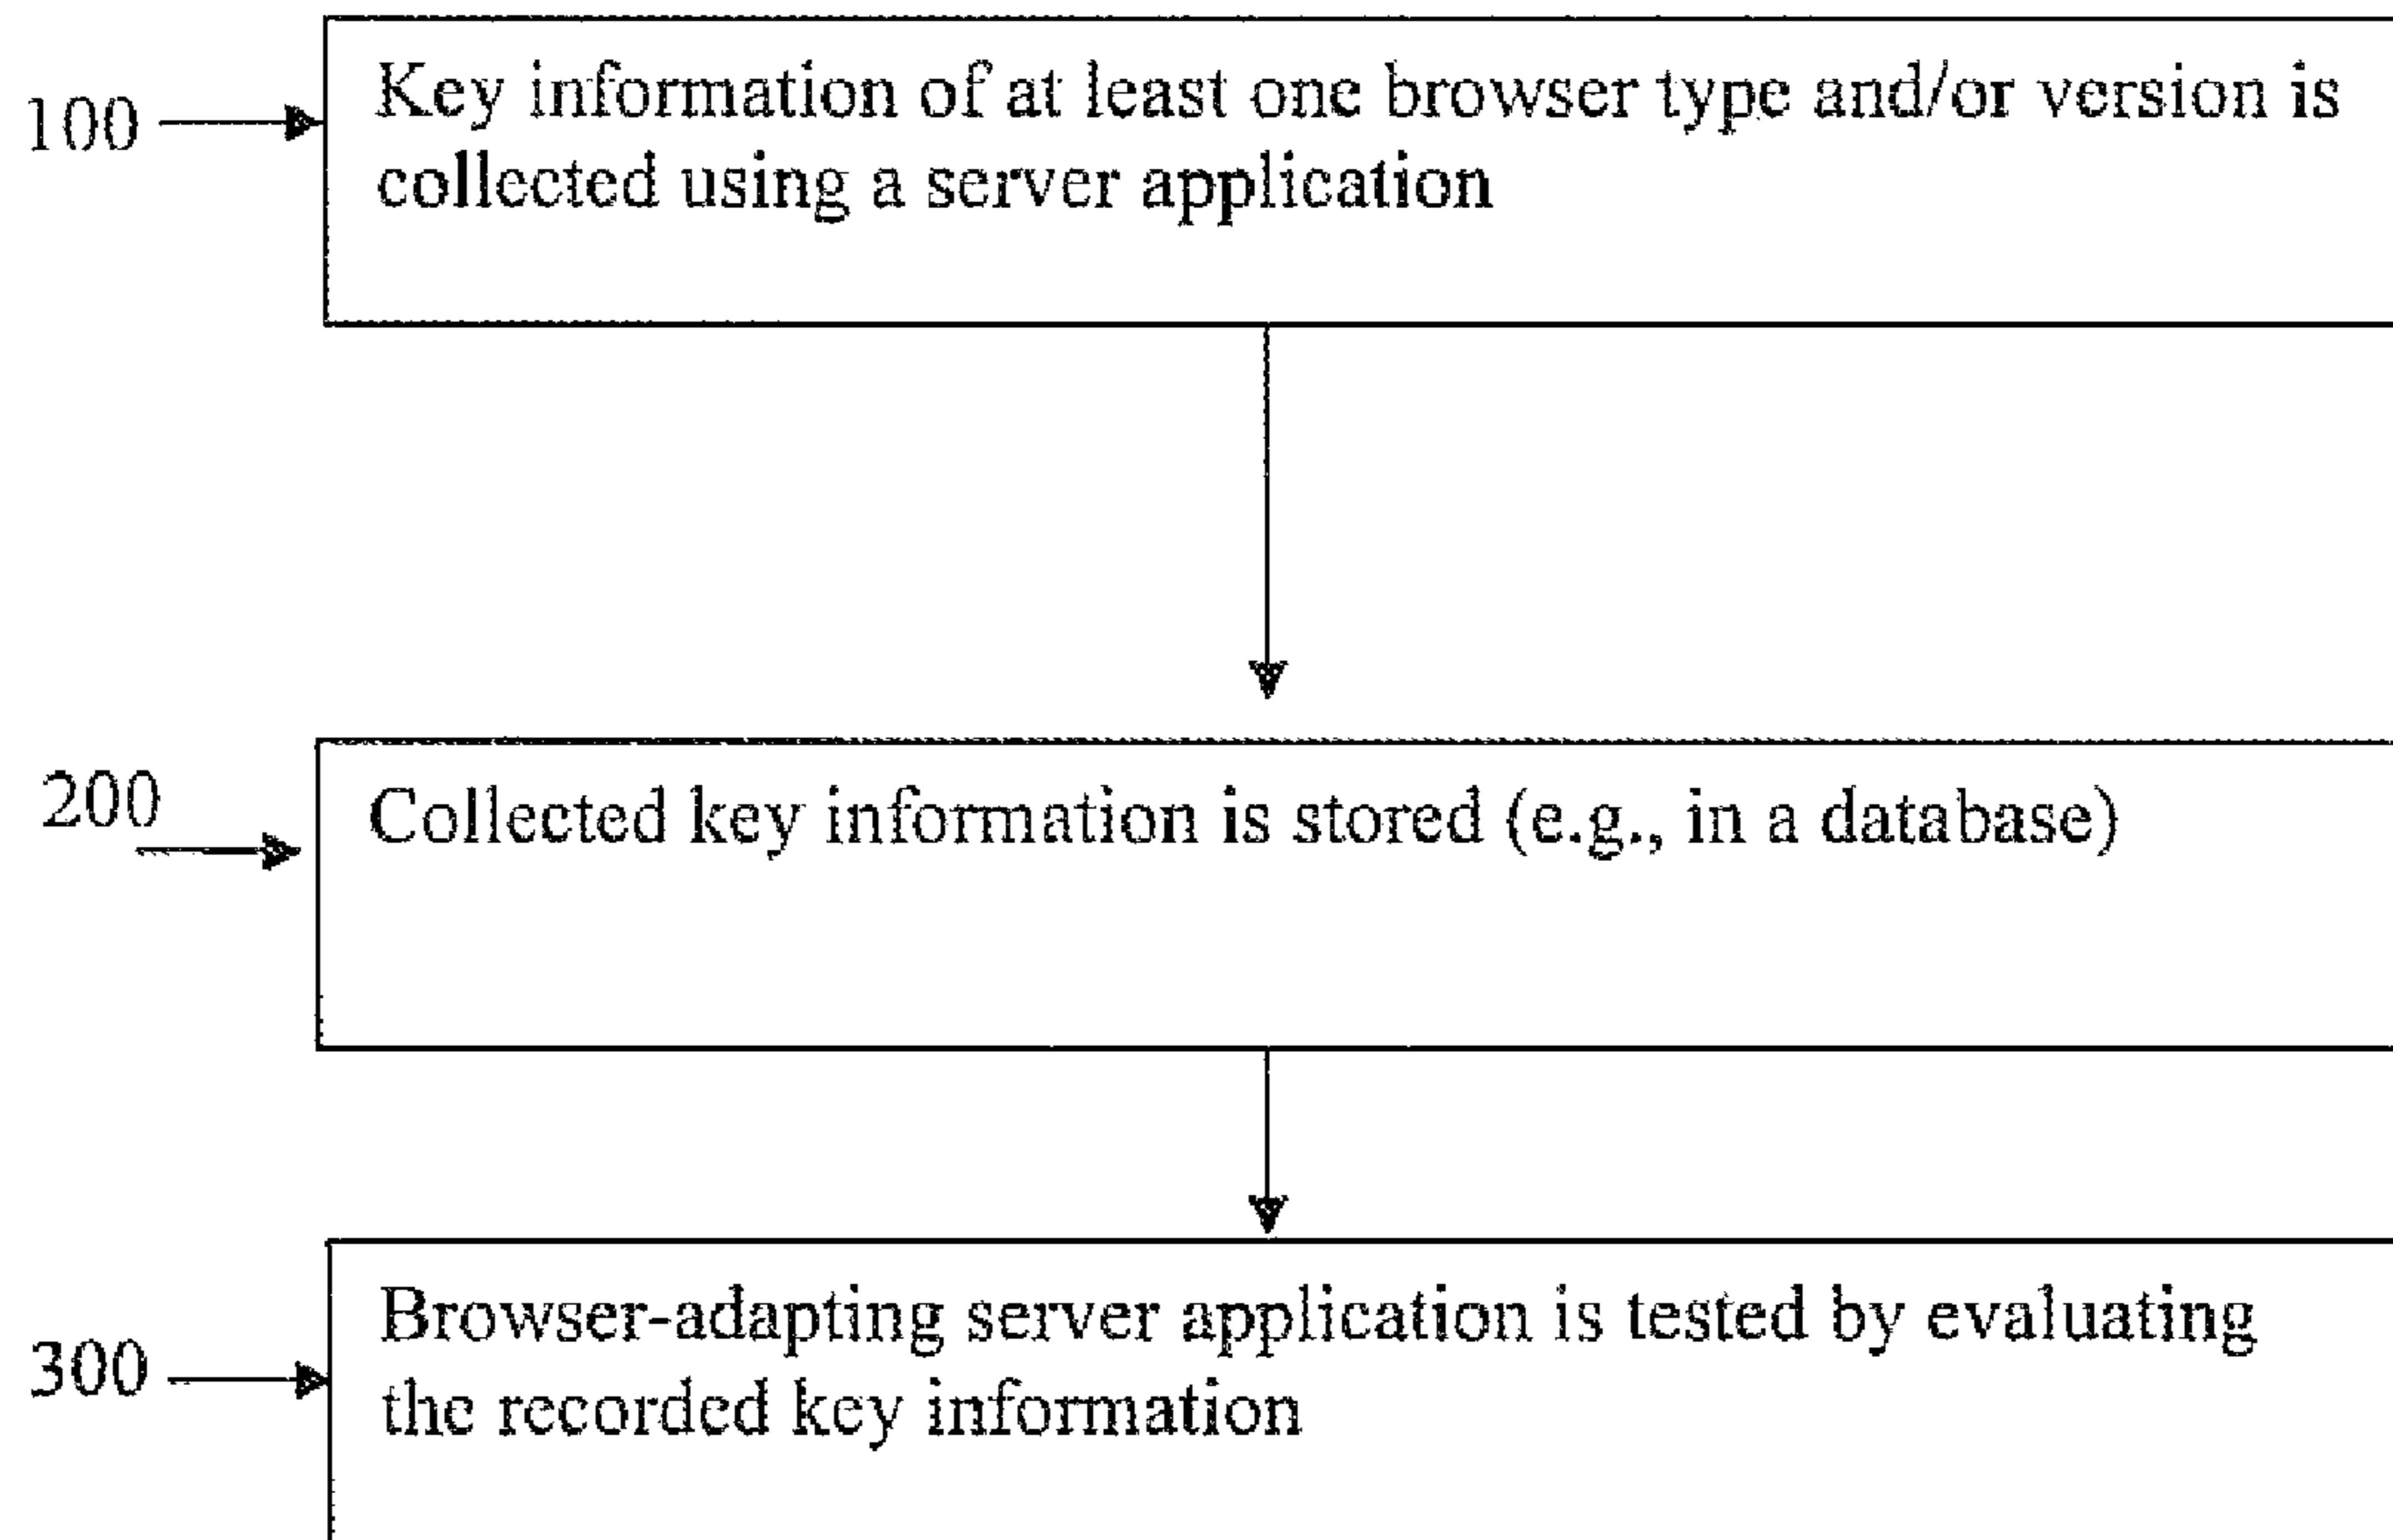 100
Key information of at least one browser type and/or version is
collected using a server application
200
Collected key information is stored (e.g., in a database)
300
Browser-adapting server application is tested by evaluating
the recorded key information